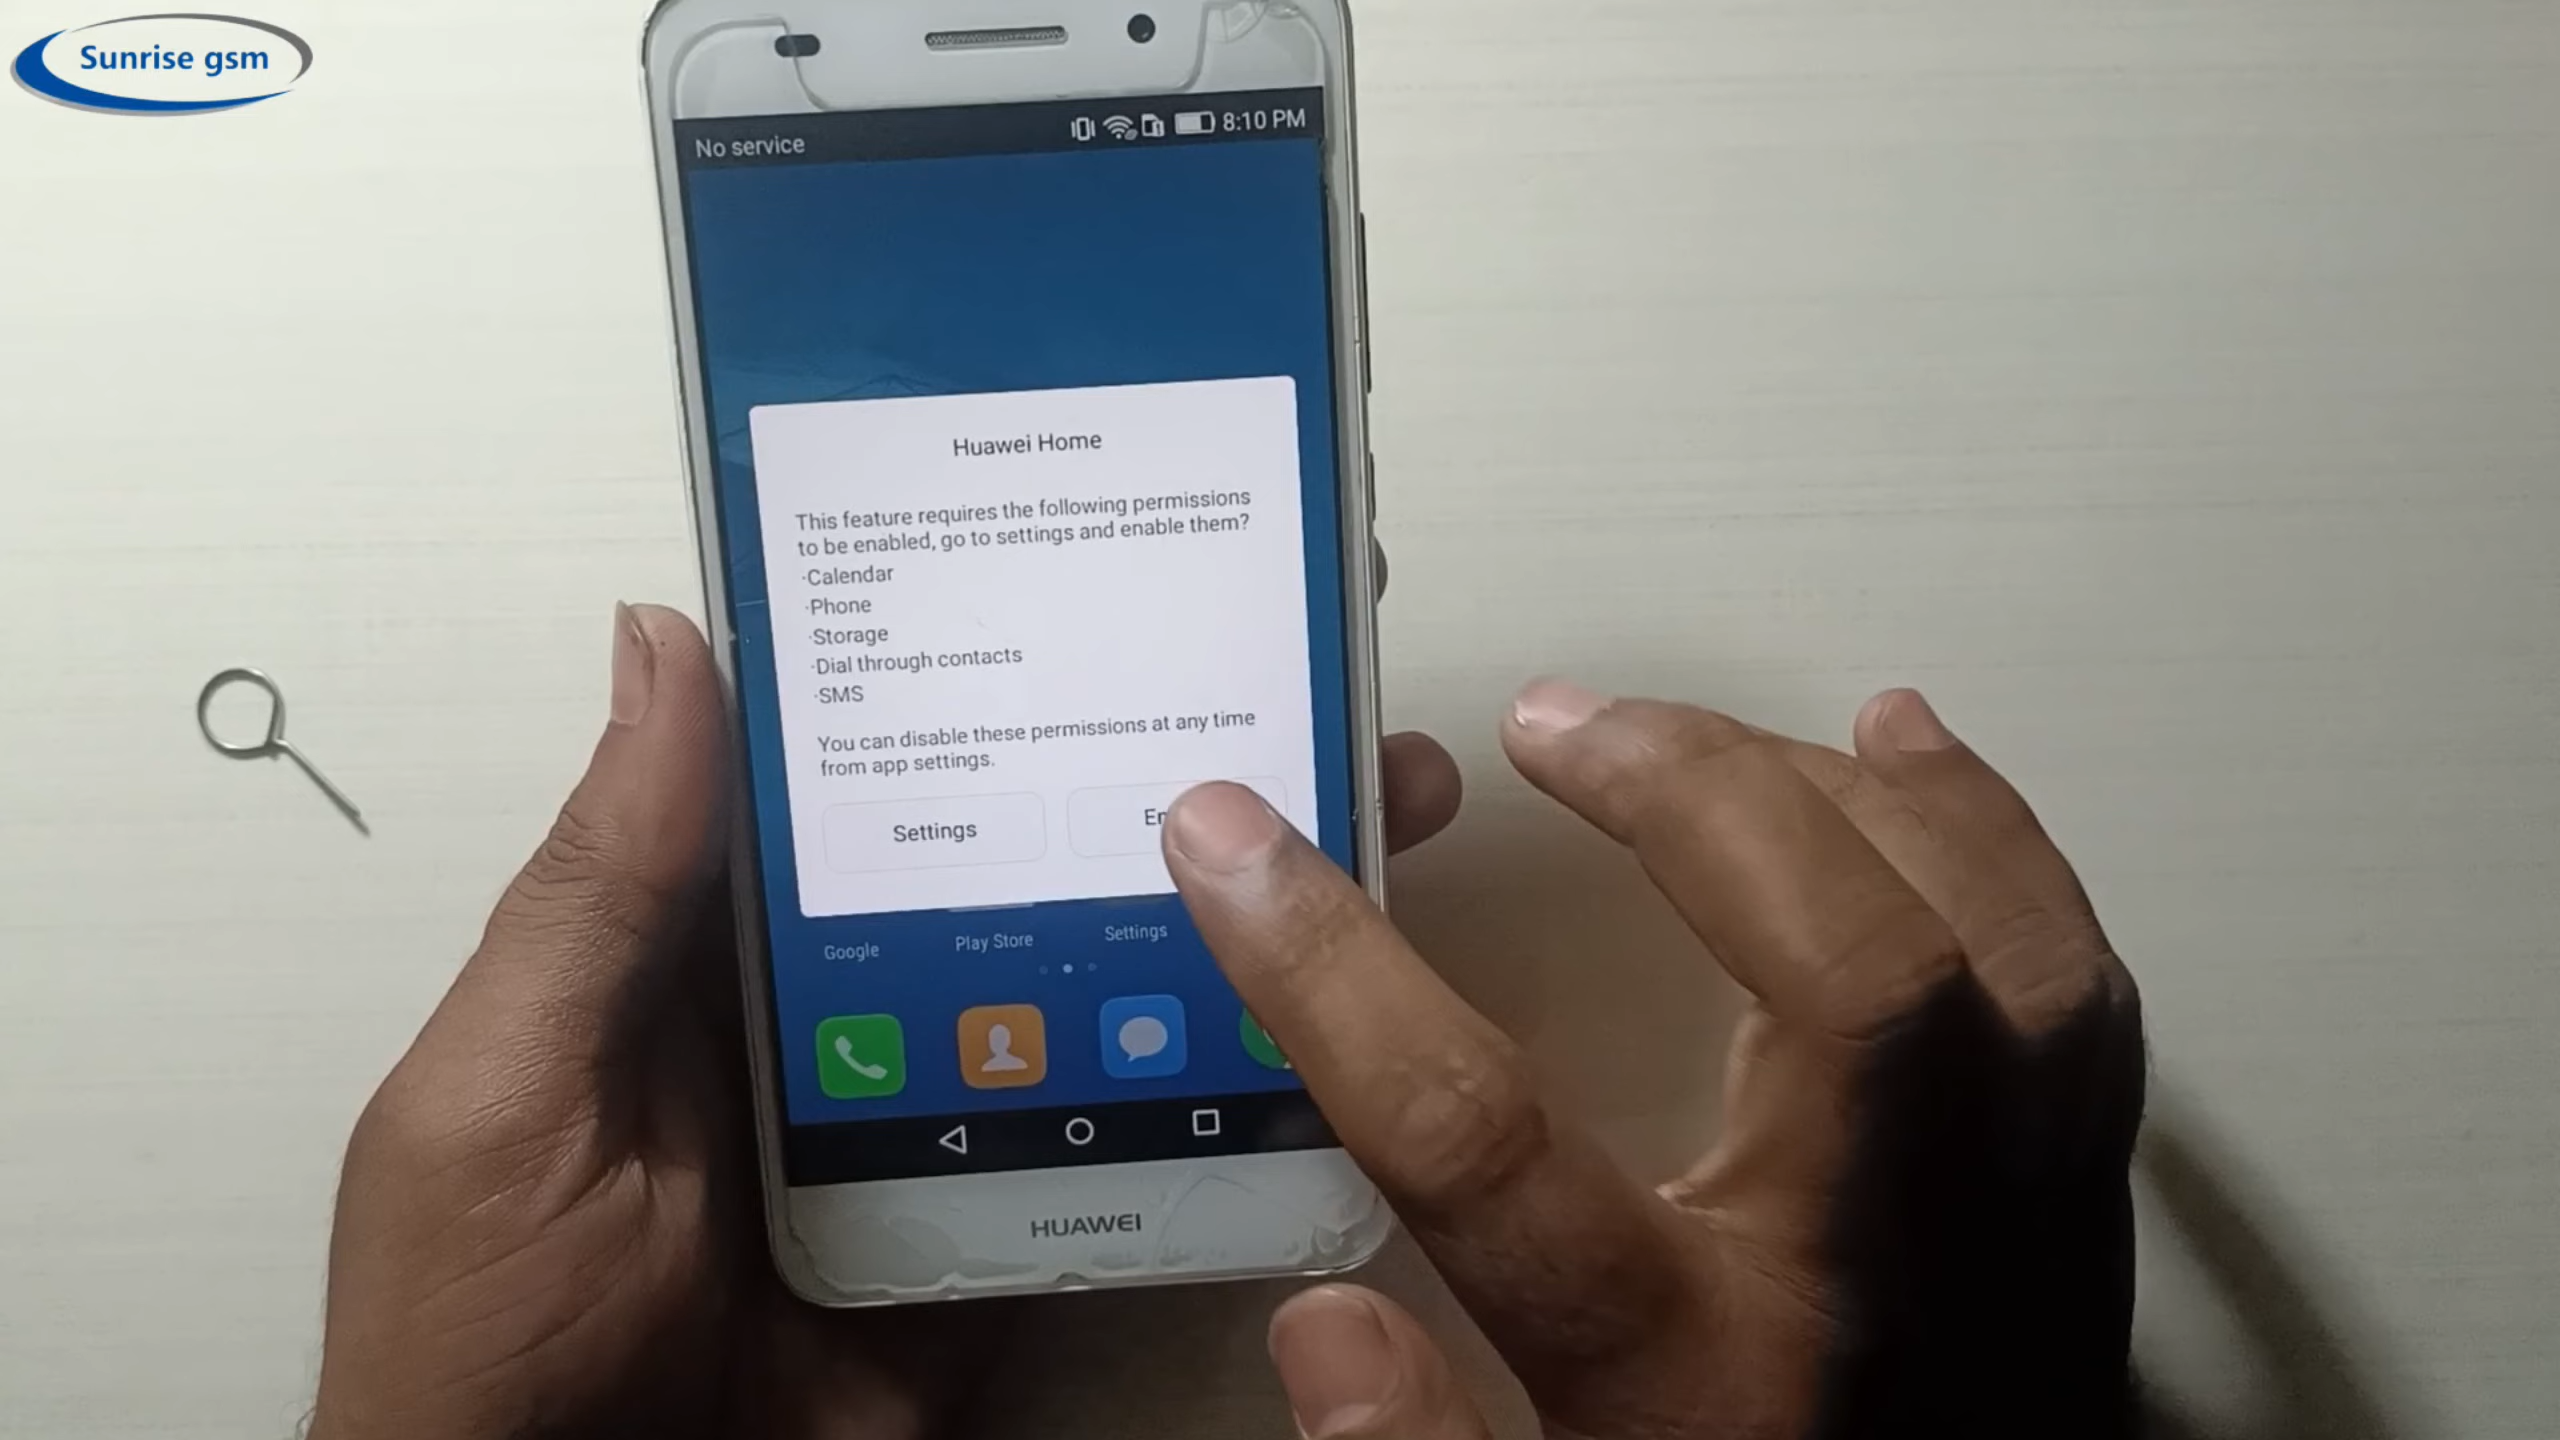 Sunrise gsm
No service
8:10 PM
Huawei Home
This feature requires the following permissions
to be enabled, go to settings and enable them?
·Calendar
·Phone
·Storage
·Dial through contacts
·SMS
You can disable these permissions at any time
from app settings.
Settings
Google
Play Store
Settings
HUAWEI